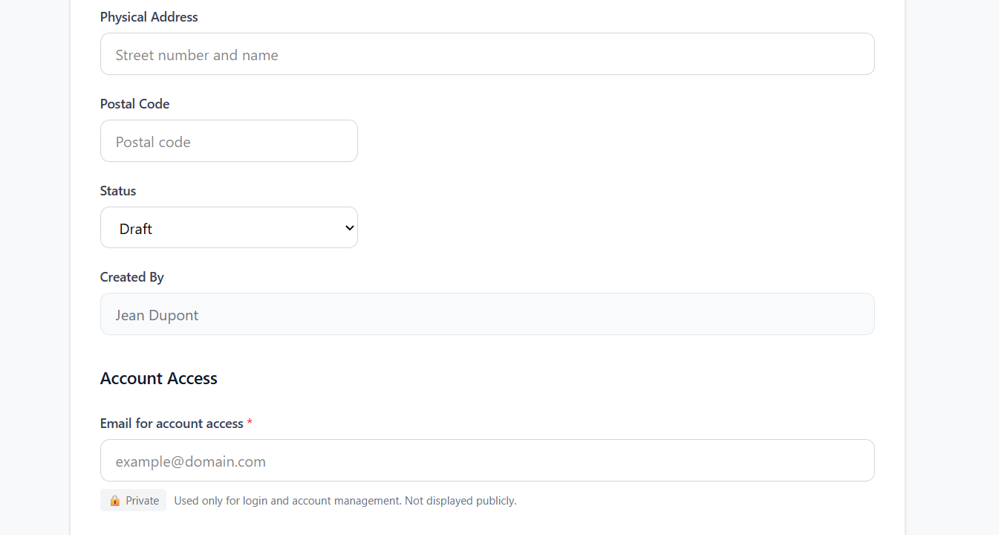 Physical Address
Street number and name
Postal Code
Postal code
Status
Draft
Created By
Jean Dupont
Account Access
Email for account access *
example@domain.com
Private Used only for login and account management. Not displayed publicly.